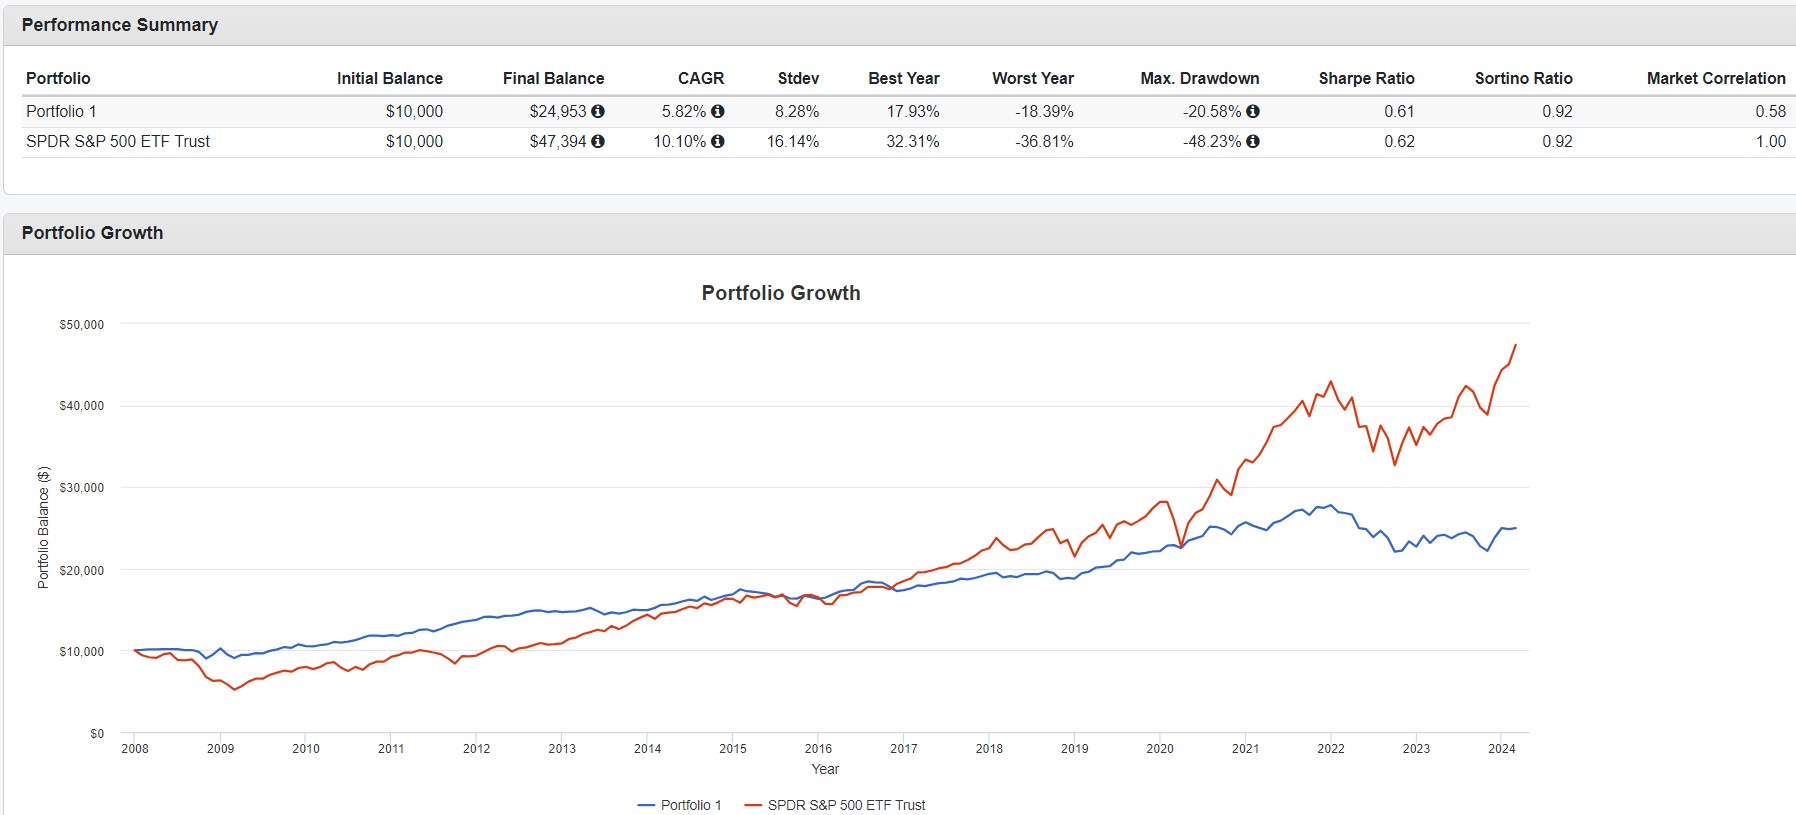 Performance Summary
Portfolio Initial Balance Final Balance CAGR Stdev Best Year Worst Year Max. Drawdown Sharpe Ratio Sortino Ratio Market Correlation
Portfolio 1 $10,000 $24,953 5.82% 8.28% 17.93% -18.39% -20.58% 0.61 0.92 0.58
SPDR S&P 500 ETF Trust $10,000 $47,394 10.10% 16.14% 32.31% -36.81% -48.23% 0.62 0.92 1.00
Portfolio Growth
Portfolio Growth
Portfolio Balance ($)
$50,000
$40,000
$30,000
$20,000
$10,000
$0
2008 2009 2010 2011 2012 2013 2014 2015 2016 2017 2018 2019 2020 2021 2022 2023 2024
Year
Portfolio 1 SPDR S&P 500 ETF Trust